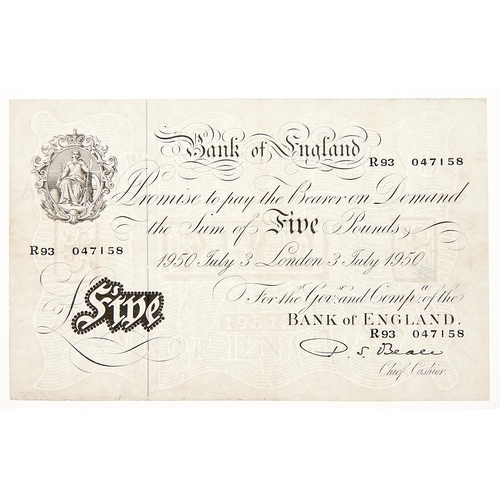 Bank of England
R93 047158
Promise to pay the Bearer on Demand
the Sum of Five Pounds
R93 047158
1950 July 3 London 3 July 1950
For the Govr. and Compa. of the
BANK of ENGLAND.
£ Five
R93 047158
P. S. Beale
Chief Cashier.